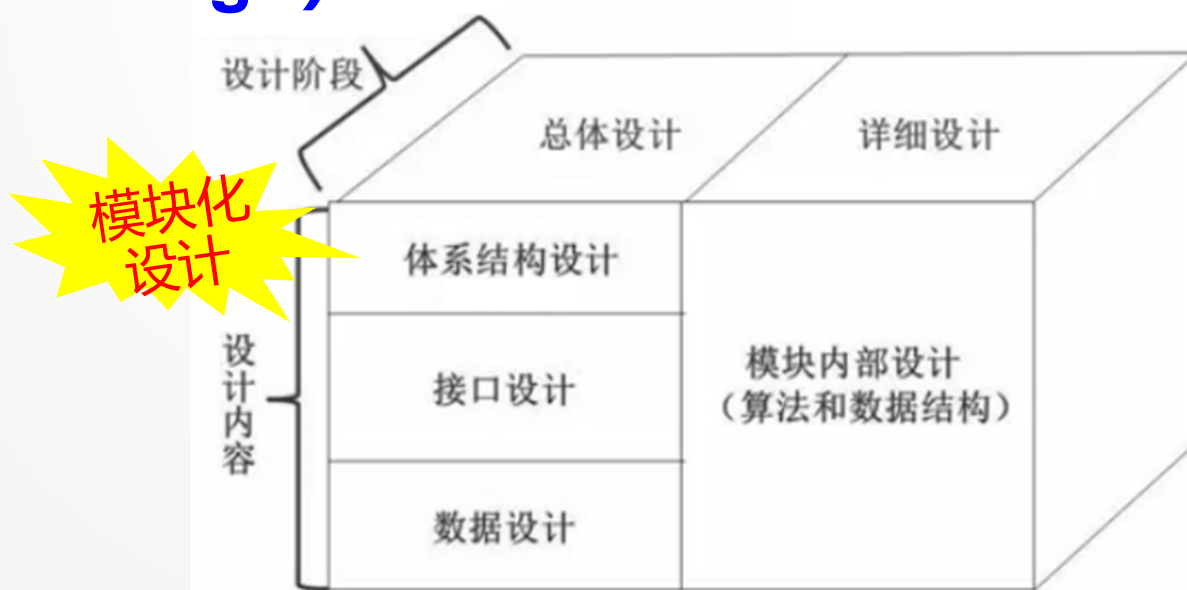 设计阶段
总体设计
详细设计
模块化
设计
体系结构设计
设计内容
接口设计
模块内部设计
（算法和数据结构）
数据设计